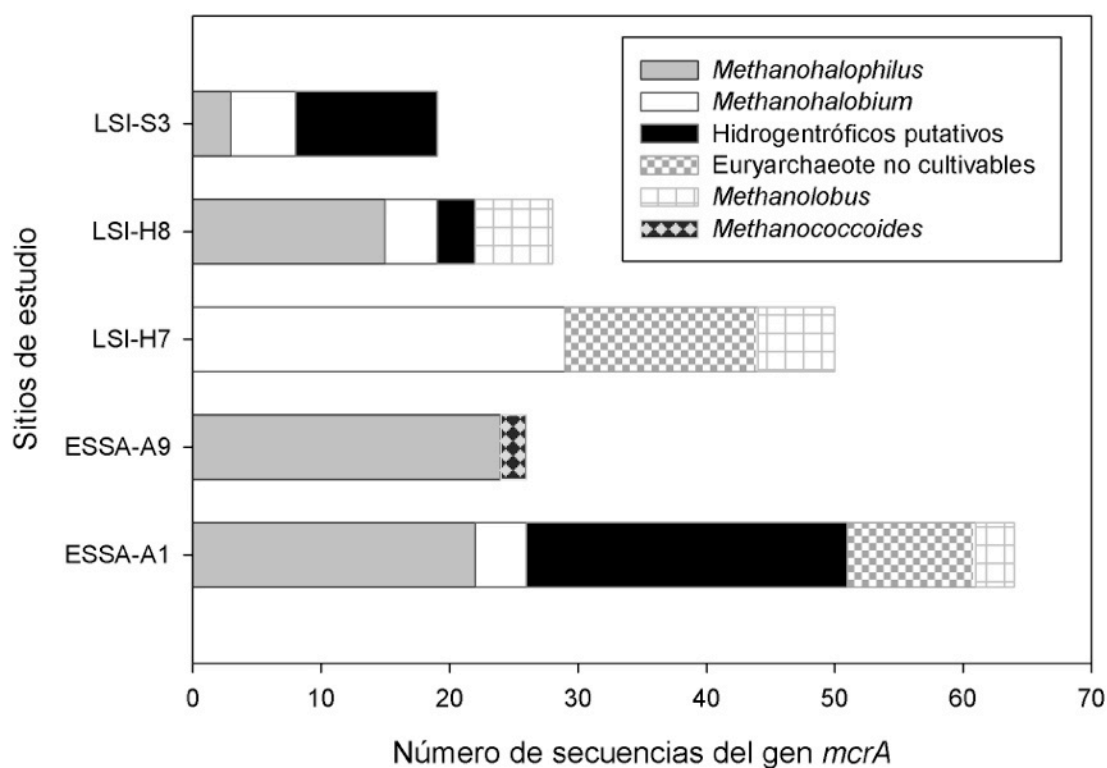 Methanohalophilus
Methanohalobium
Hidrogentróficos putativos
Euryarchaeote no cultivables
Methanolobus
Methanococcoides
Sitios de estudio
LSI-S3
LSI-H8
LSI-H7
ESSA-A9
ESSA-A1
0 10 20 30 40 50 60 70
Número de secuencias del gen mcrA